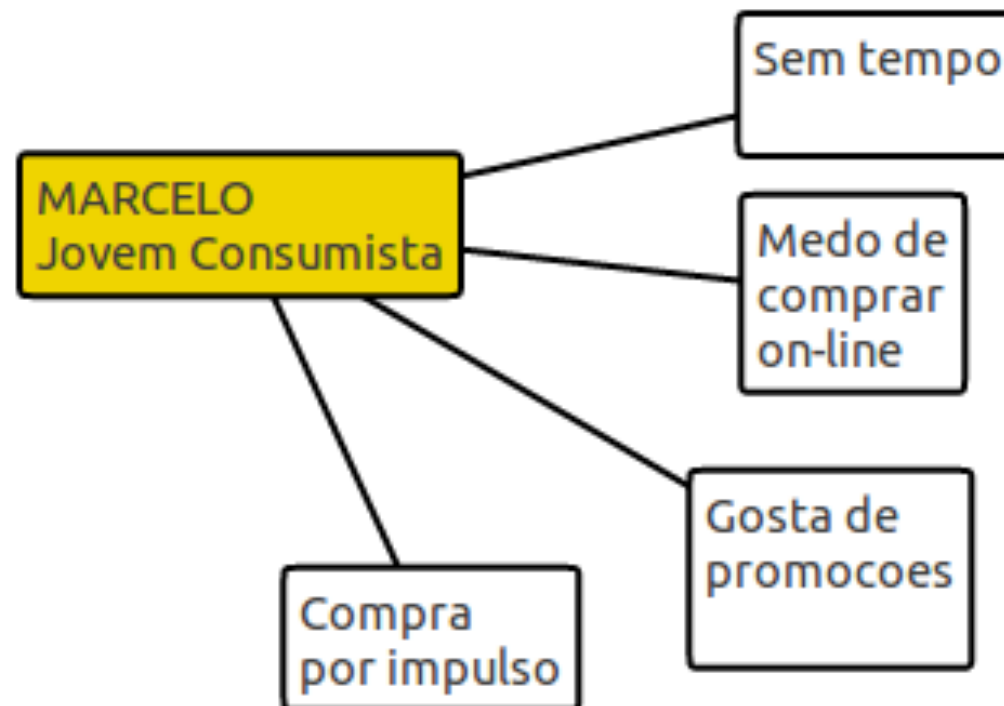 MARCELO
Jovem Consumista
Sem tempo
Medo de
comprar
on-line
Gosta de
promocoes
Compra
por impulso